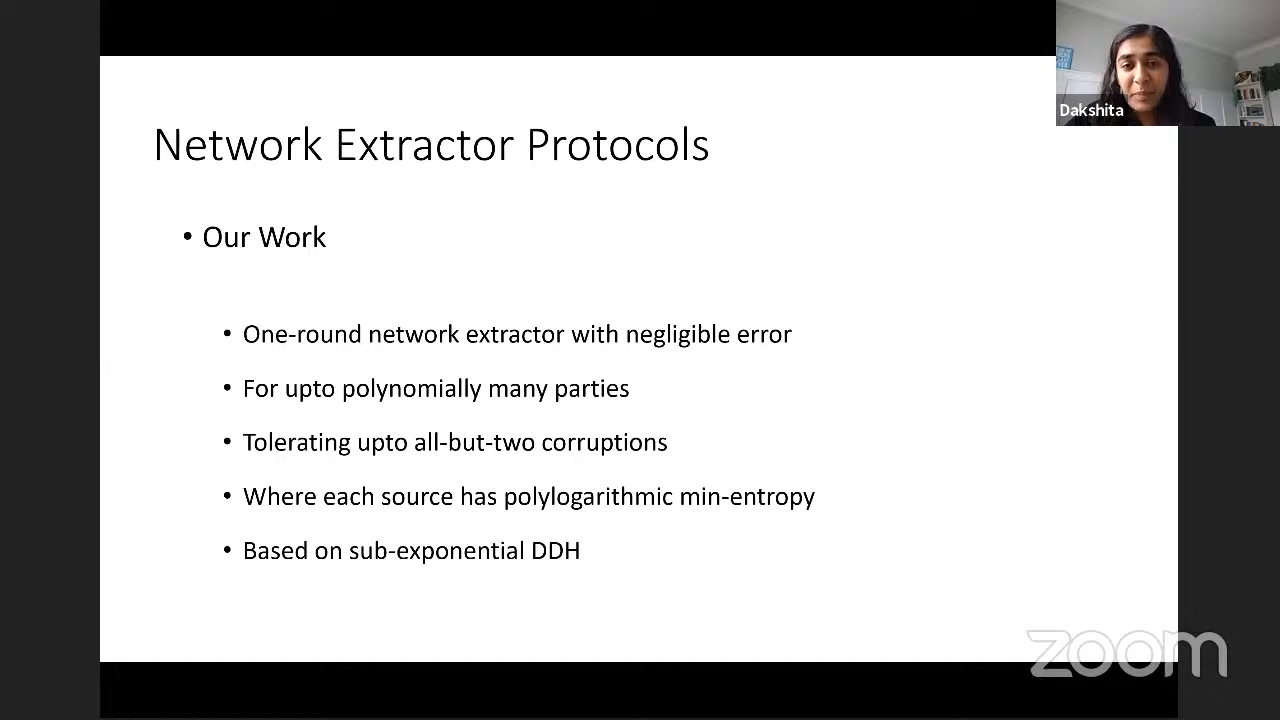 Dakshita
Network Extractor Protocols
• Our Work
• One-round network extractor with negligible error
• For upto polynomially many parties
• Tolerating upto all-but-two corruptions
• Where each source has polylogarithmic min-entropy
• Based on sub-exponential DDH
zoom